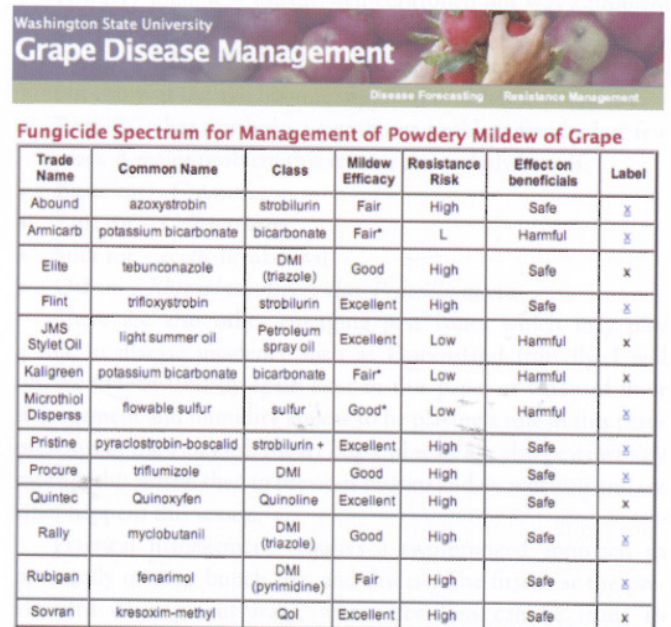 Washington State University
Grape Disease Management
Disease Forecasting Resistance Management
Fungicide Spectrum for Management of Powdery Mildew of Grape
Trade Name Common Name Class Mildew Efficacy Resistance Risk Effect on beneficials Label
Abound azoxystrobin strobilurin Fair High Safe x
Armicarb potassium bicarbonate bicarbonate Fair* L Harmful x
Elite tebunconazole DMI (triazole) Good High Safe x
Flint trifloxystrobin strobilurin Excellent High Safe x
JMS Stylet Oil light summer oil Petroleum spray oil Excellent Low Harmful x
Kaligreen potassium bicarbonate bicarbonate Fair* Low Harmful x
Microthiol Disperss flowable sulfur sulfur Good* Low Harmful x
Pristine pyraclostrobin-boscalid strobilurin + Excellent High Safe x
Procure triflumizole DMI Good High Safe x
Quintec Quinoxyfen Quinoline Excellent High Safe x
Rally myclobutanil DMI (triazole) Good High Safe x
Rubigan fenarimol DMI (pyrimidine) Fair High Safe x
Sovran kresoxim-methyl QoI Excellent High Safe x